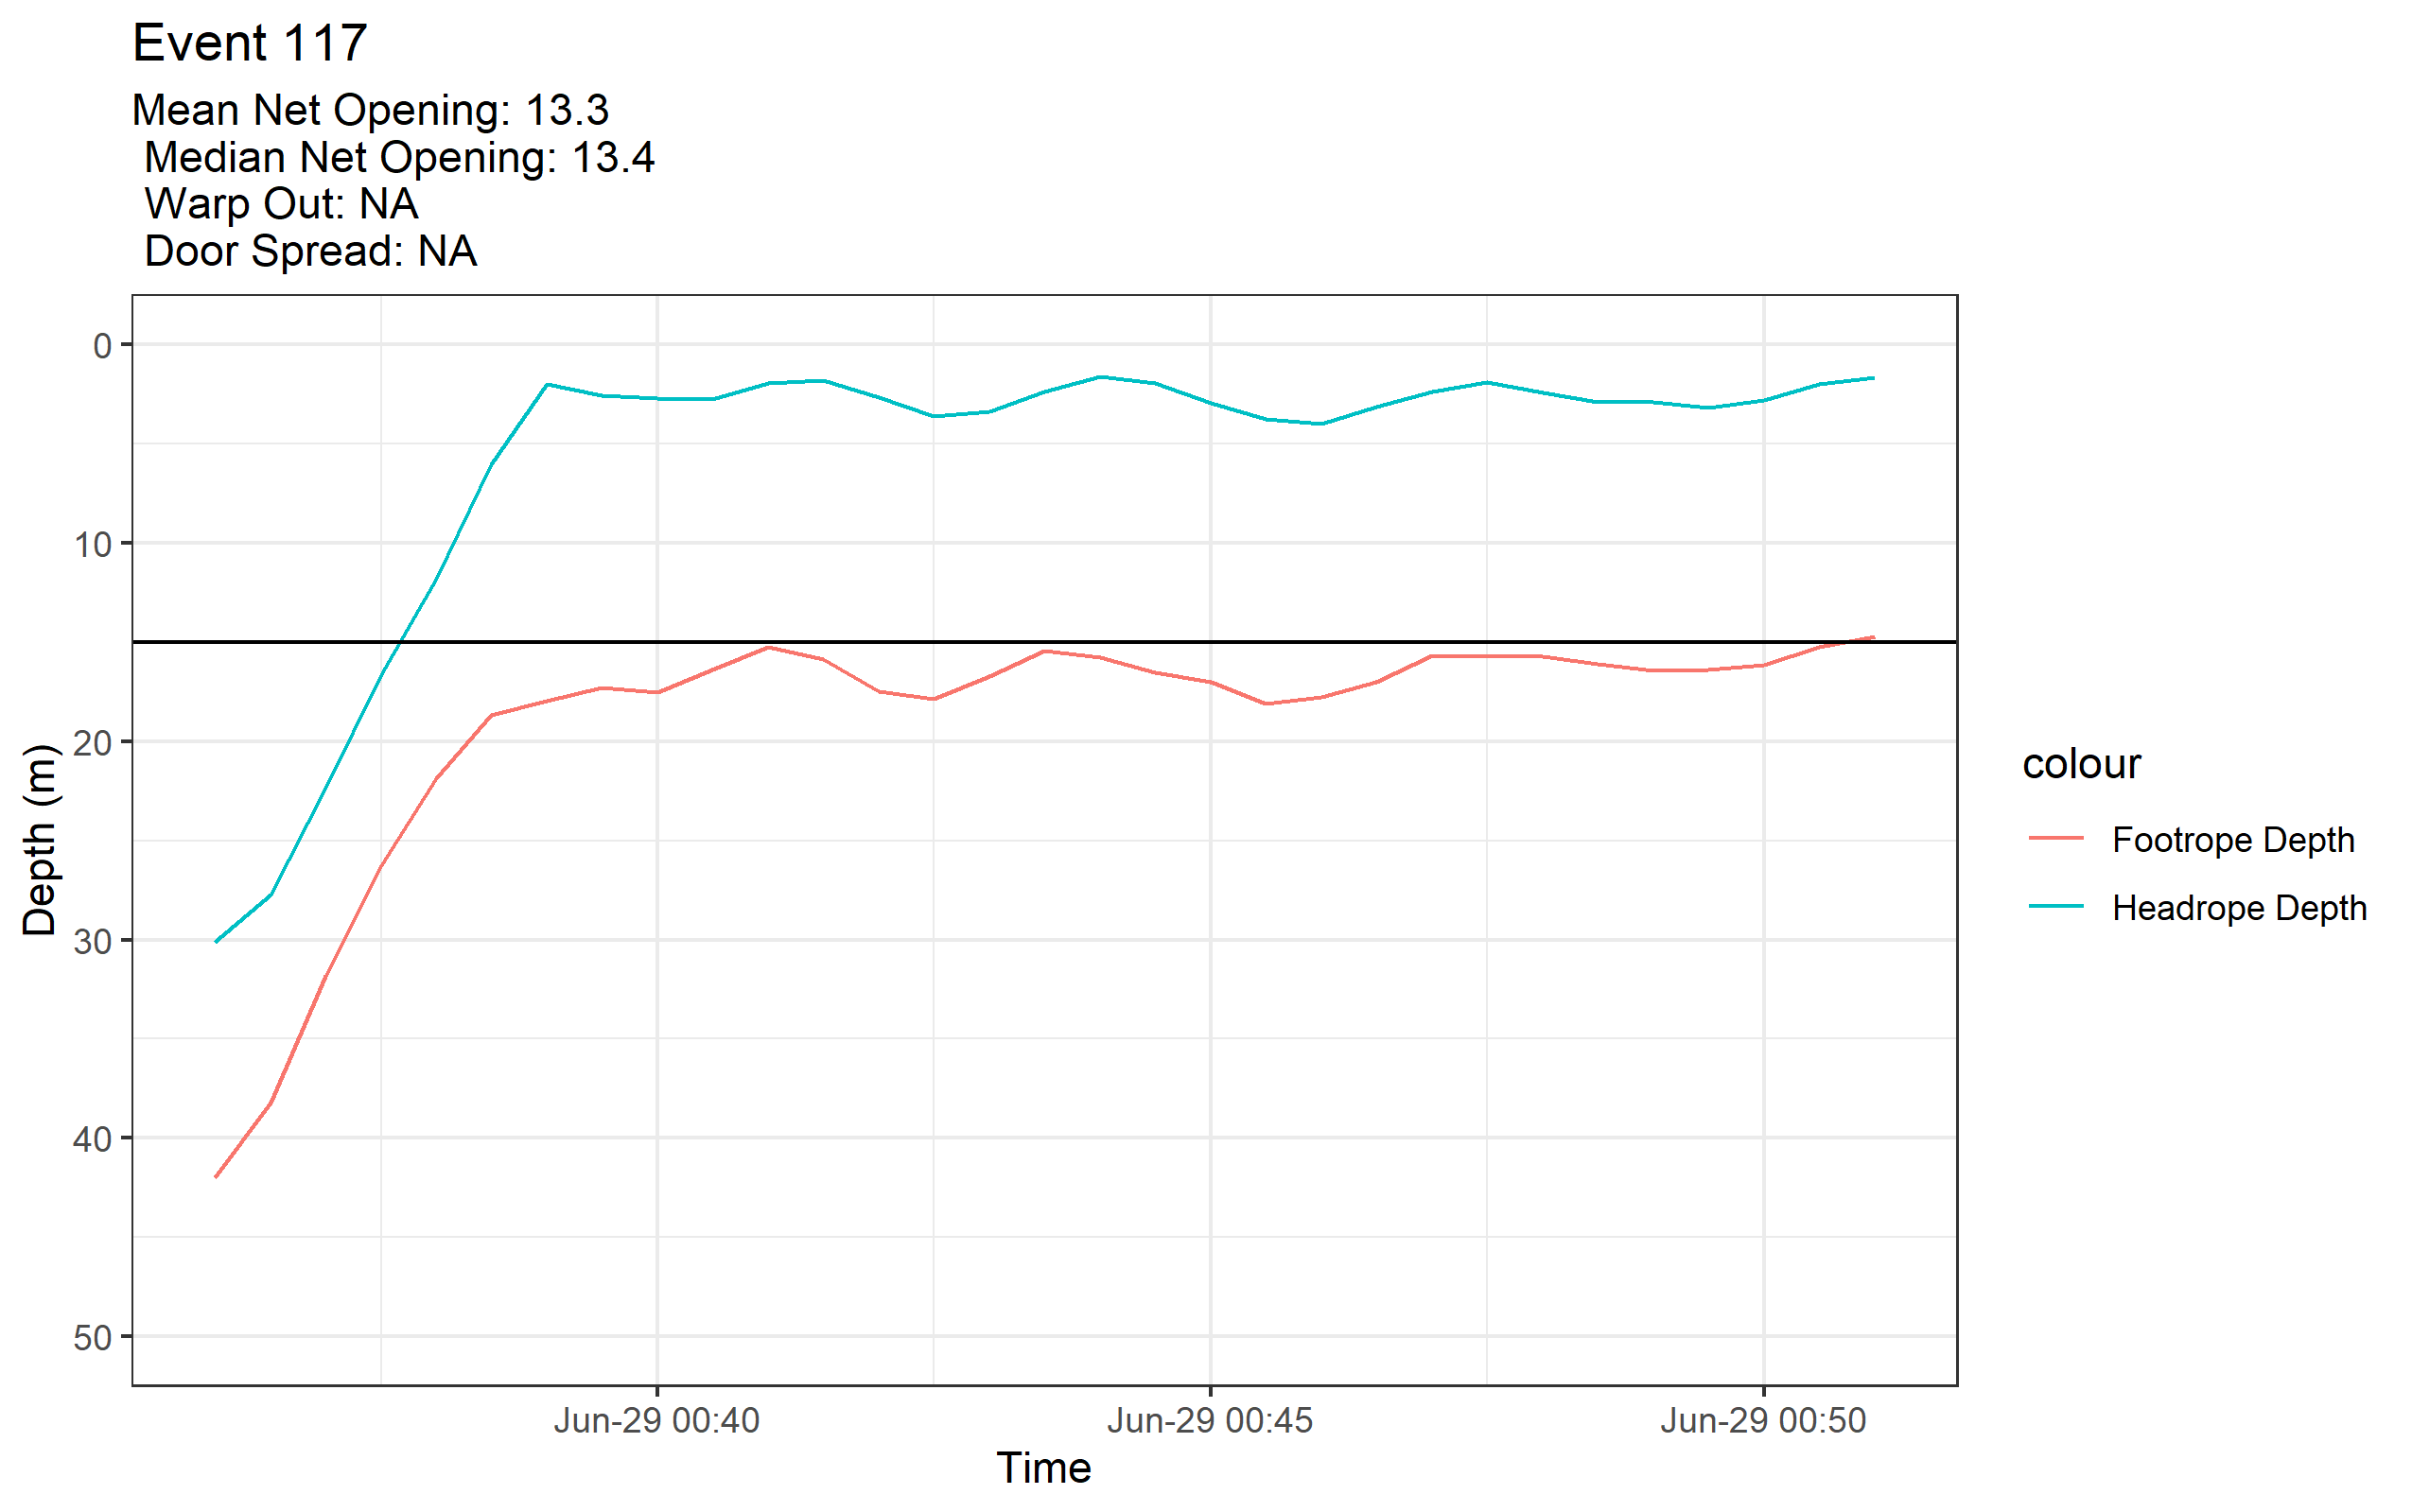 Event 117
Mean Net Opening: 13.3
Median Net Opening: 13.4
Warp Out: NA
Door Spread: NA
0
10
20
30
40
50
Depth (m)
Jun-29 00:40
Jun-29 00:45
Jun-29 00:50
Time
colour
Footrope Depth
Headrope Depth